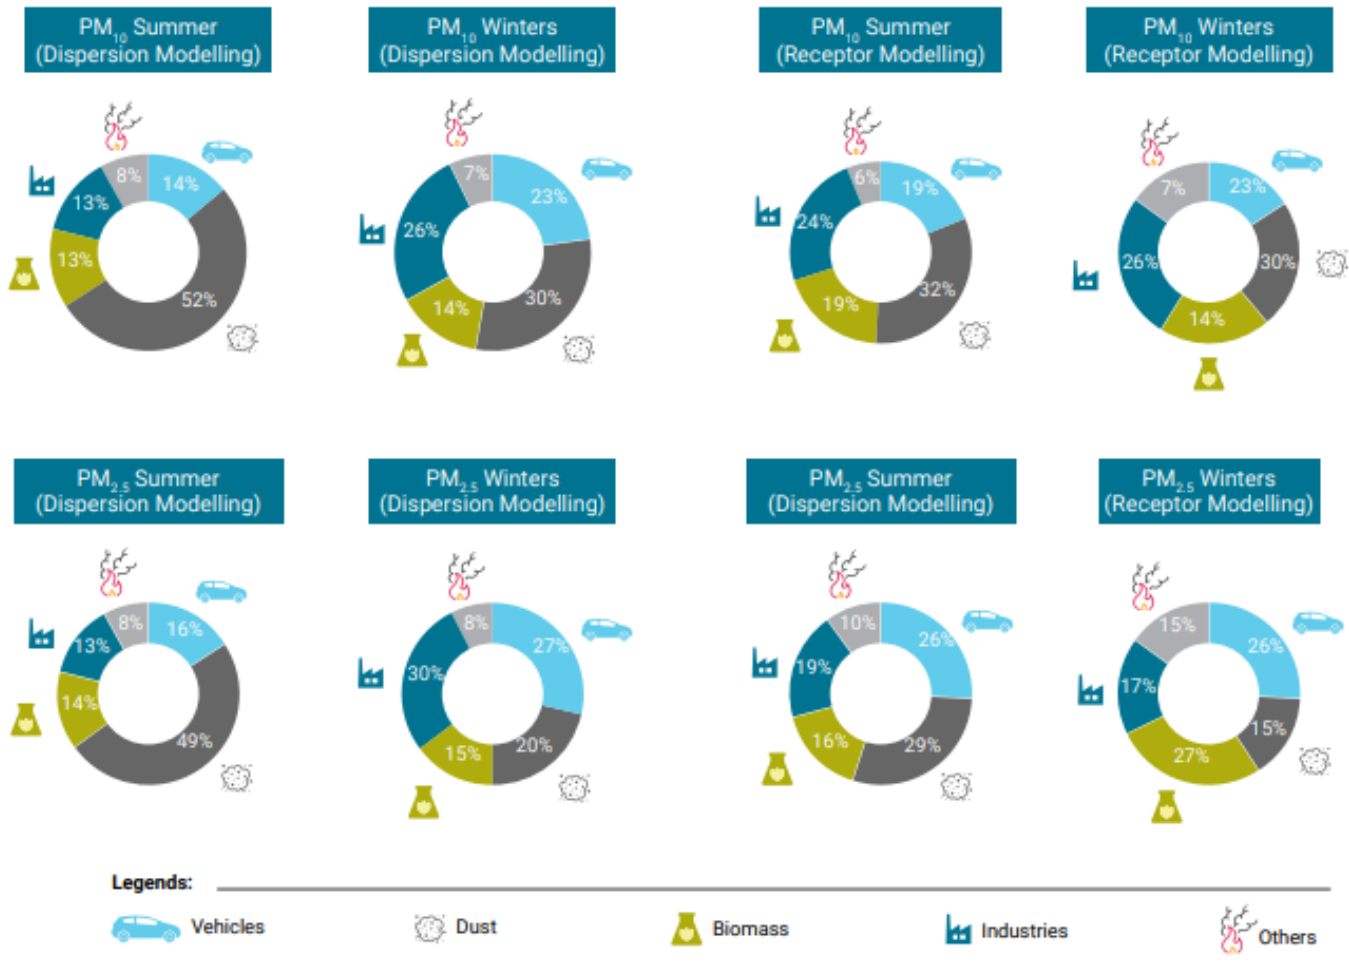 PM10 Summer
(Dispersion Modelling)
PM10 Winters
(Dispersion Modelling)
PM10 Summer
(Receptor Modelling)
PM10 Winters
(Receptor Modelling)
8%
14%
13%
13%
52%
7%
23%
26%
14%
30%
6%
19%
24%
19%
32%
7%
23%
26%
30%
14%
PM2.5 Summer
(Dispersion Modelling)
PM2.5 Winters
(Dispersion Modelling)
PM2.5 Summer
(Dispersion Modelling)
PM2.5 Winters
(Receptor Modelling)
8%
16%
13%
14%
49%
8%
27%
30%
15%
20%
10%
26%
19%
16%
29%
15%
26%
17%
15%
27%
Legends:
Vehicles
Dust
Biomass
Industries
Others